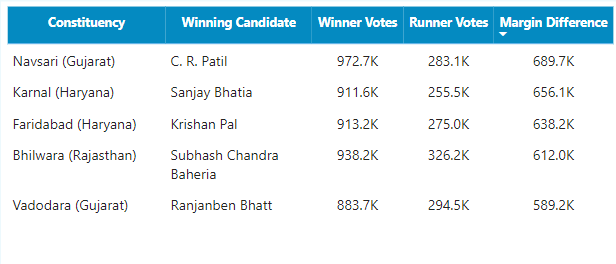 Constituency Winning Candidate Winner Votes Runner Votes Margin Difference
Navsari (Gujarat) C. R. Patil 972.7K 283.1K 689.7K
Karnal (Haryana) Sanjay Bhatia 911.6K 255.5K 656.1K
Faridabad (Haryana) Krishan Pal 913.2K 275.0K 638.2K
Bhilwara (Rajasthan) Subhash Chandra 938.2K 326.2K 612.0K
Baheria
Vadodara (Gujarat) Ranjanben Bhatt 883.7K 294.5K 589.2K